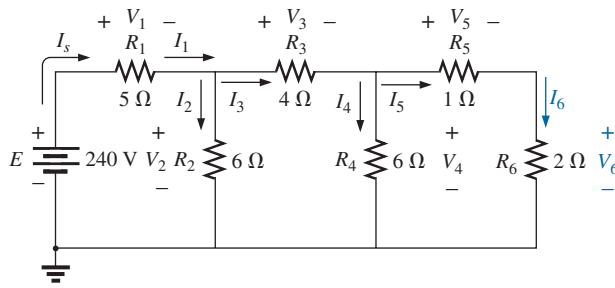 + V1 − + V3 − + V5 −
Is R1 I1 R3 R5
5 Ω I2 I3 4 Ω I4 I5 1 Ω I6
+ + + +
E 240 V V2 R2 6 Ω R4 6 Ω V4 R6 2 Ω V6
− − − −